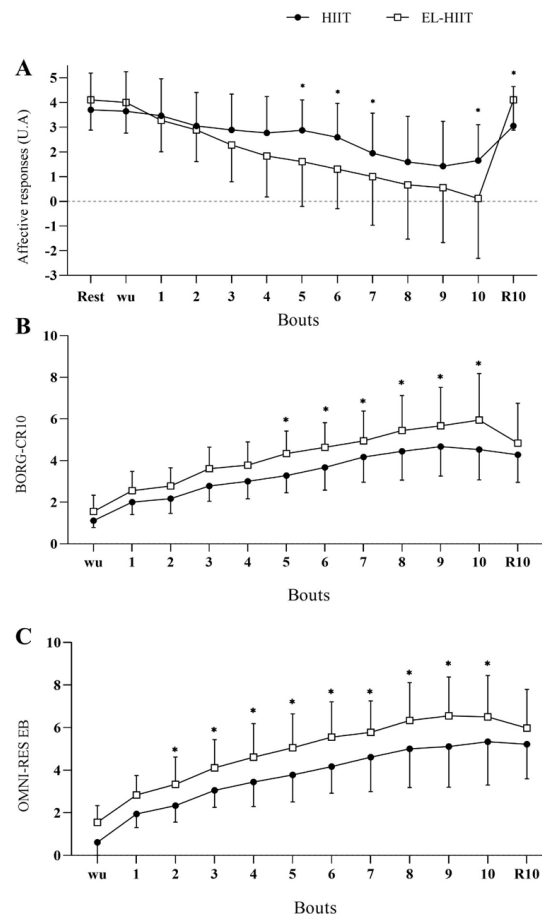 HIIT EL-HIIT
A
Affective responses (U.A)
5
4
3
2
1
0
-1
-2
-3
* * * * *
Rest wu 1 2 3 4 5 6 7 8 9 10 R10
Bouts
B
BORG-CR10
10
8
6
4
2
0
* * * * * *
wu 1 2 3 4 5 6 7 8 9 10 R10
Bouts
C
OMNI-RES EB
10
8
6
4
2
0
* * * * * * * * *
wu 1 2 3 4 5 6 7 8 9 10 R10
Bouts